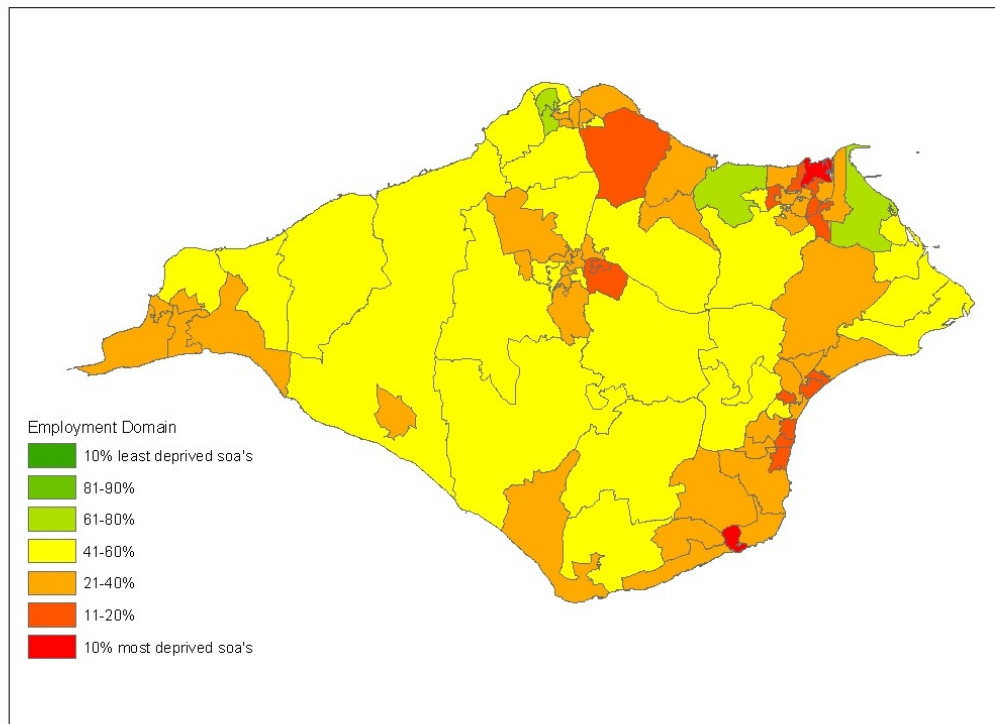 Employment Domain
10% least deprived soa's
81-90%
61-80%
41-60%
21-40%
11-20%
10% most deprived soa's